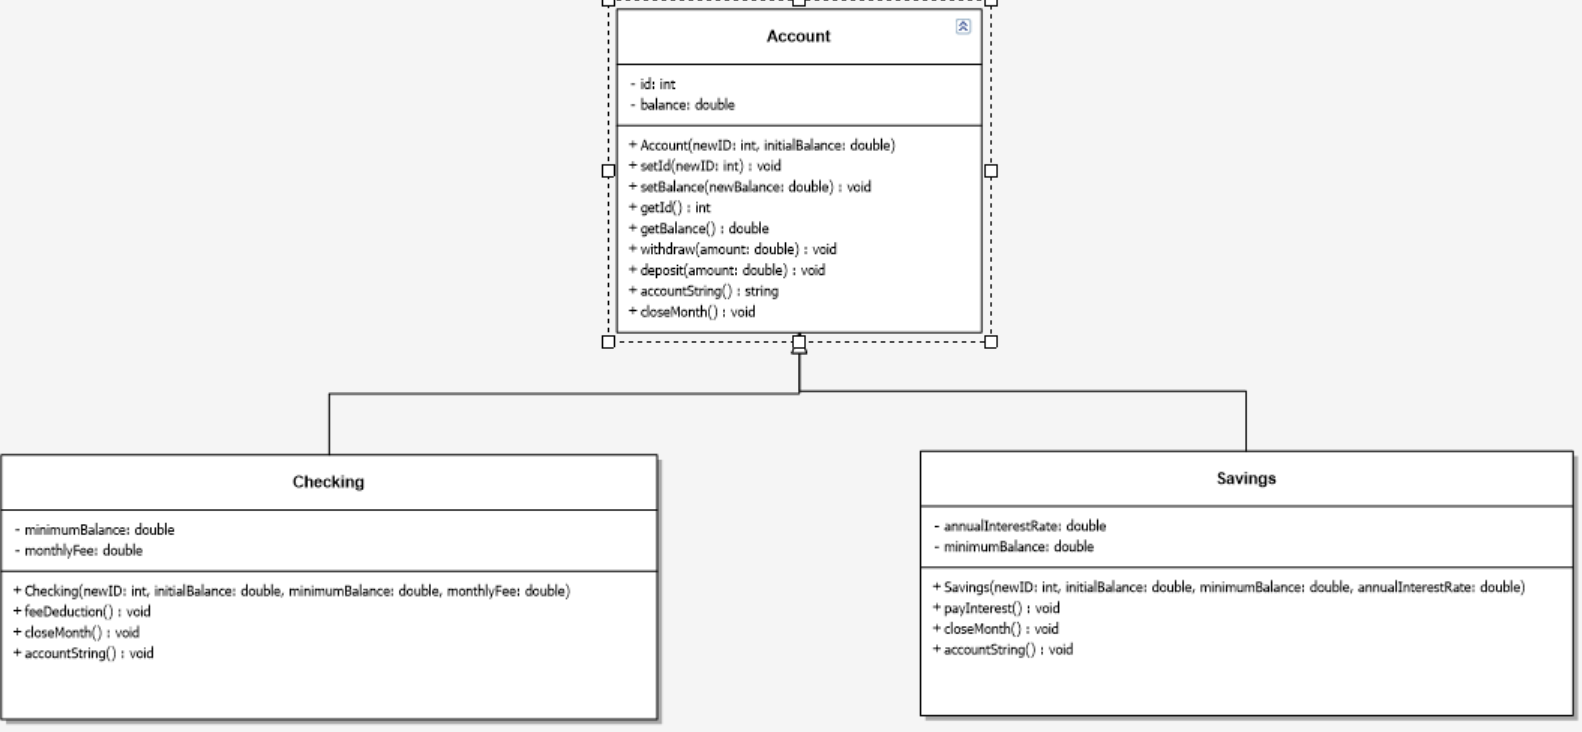 Account
- id: int
- balance: double
+ Account(newID: int, initialBalance: double)
+ setId(newID: int) : void
+ setBalance(newBalance: double) : void
+ getId() : int
+ getBalance() : double
+ withdraw(amount: double) : void
+ deposit(amount: double) : void
+ accountString() : string
+ closeMonth() : void
Checking
- minimumBalance: double
- monthlyFee: double
+ Checking(newID: int, initialBalance: double, minimumBalance: double, monthlyFee: double)
+ feeDeduction() : void
+ closeMonth() : void
+ accountString() : void
Savings
- annualInterestRate: double
- minimumBalance: double
+ Savings(newID: int, initialBalance: double, minimumBalance: double, annualInterestRate: double)
+ payInterest() : void
+ closeMonth() : void
+ accountString() : void